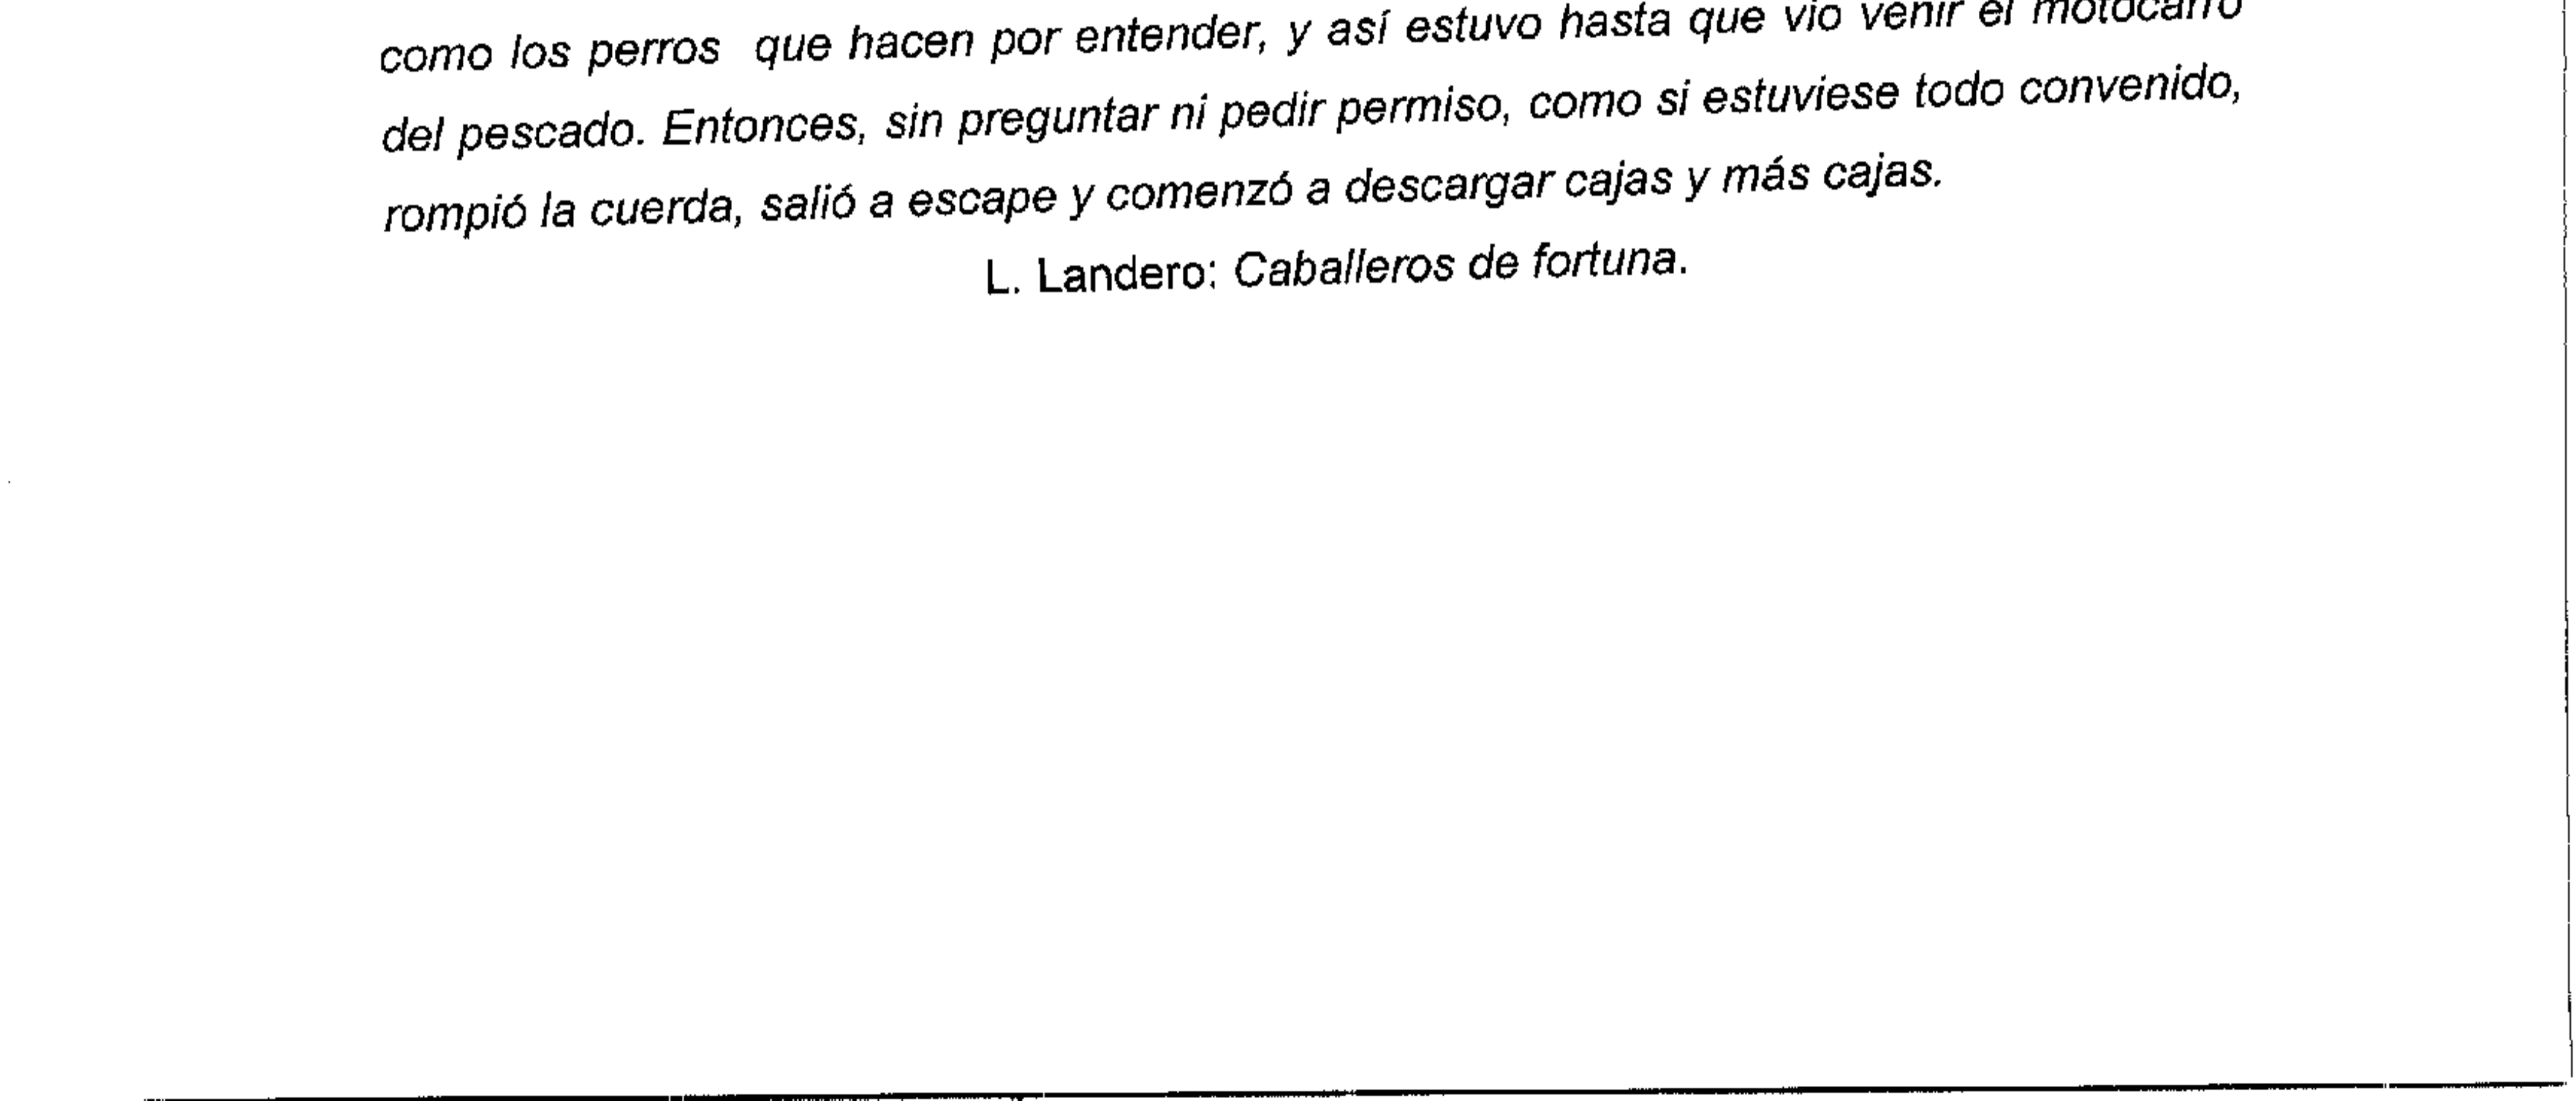 como los perros que hacen por entender, y así estuvo hasta que vio venir el motocarro
del pescado. Entonces, sin preguntar ni pedir permiso, como si estuviese todo convenido,
rompió la cuerda, salió a escape y comenzó a descargar cajas y más cajas.
L. Landero: Caballeros de fortuna.